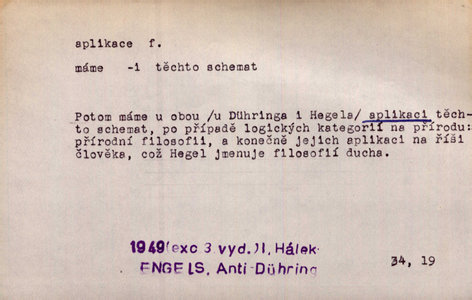 aplikace f.
máme -i těchto schemat
Potom máme u obou /u Dühringa i Hegela/ aplikaci těch-
to schemat, po případě logických kategorií na přírodu:
přírodní filosofii, a konečně jejich aplikaci na říši
člověka, což Hegel jmenuje filosofií ducha.
1949(exc 3 vyd.)I, Hálek
ENGELS, Anti-Dühring
34, 19